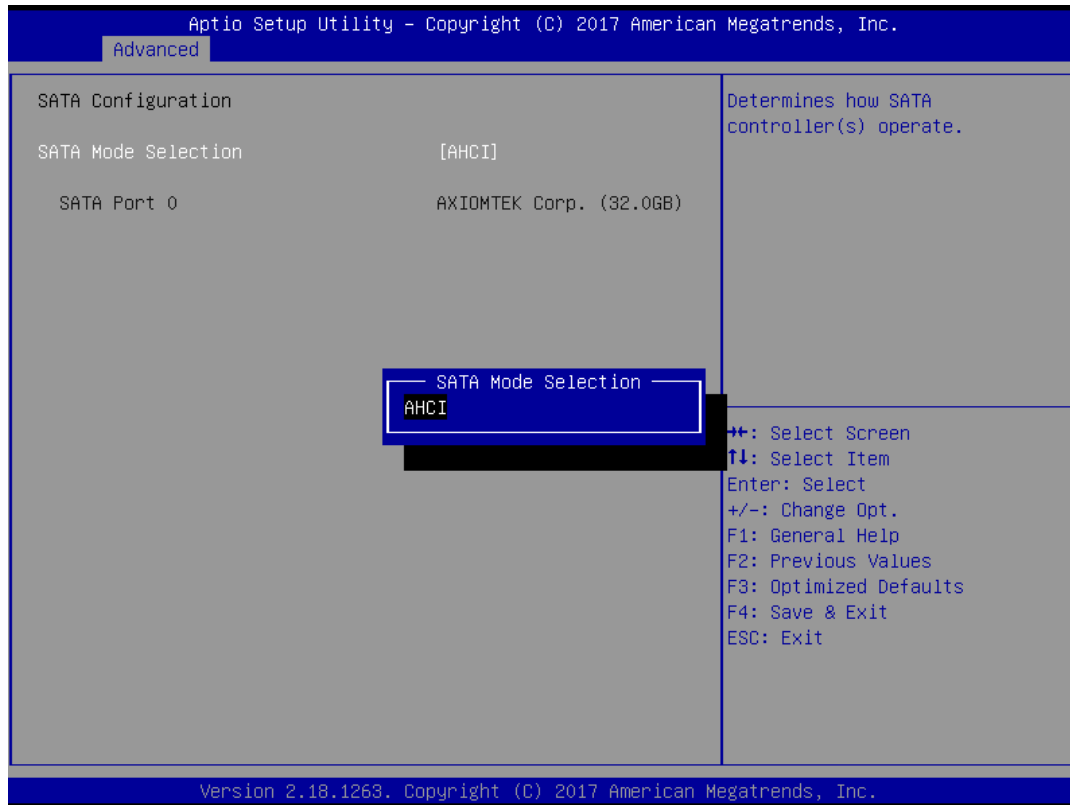 Aptio Setup Utility – Copyright (C) 2017 American Megatrends, Inc.
Advanced
SATA Configuration
SATA Mode Selection [AHCI]
SATA Port 0 AXIOMTEK Corp. (32.0GB)
Determines how SATA
controller(s) operate.
SATA Mode Selection
AHCI
→←: Select Screen
↑↓: Select Item
Enter: Select
+/-: Change Opt.
F1: General Help
F2: Previous Values
F3: Optimized Defaults
F4: Save & Exit
ESC: Exit
Version 2.18.1263. Copyright (C) 2017 American Megatrends, Inc.